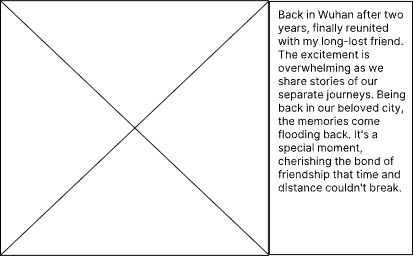 Back in Wuhan after two
years, finally reunited
with my long-lost friend.
The excitement is
overwhelming as we
share stories of our
separate journeys. Being
back in our beloved city,
the memories come
flooding back. It's a
special moment,
cherishing the bond of
friendship that time and
distance couldn't break.